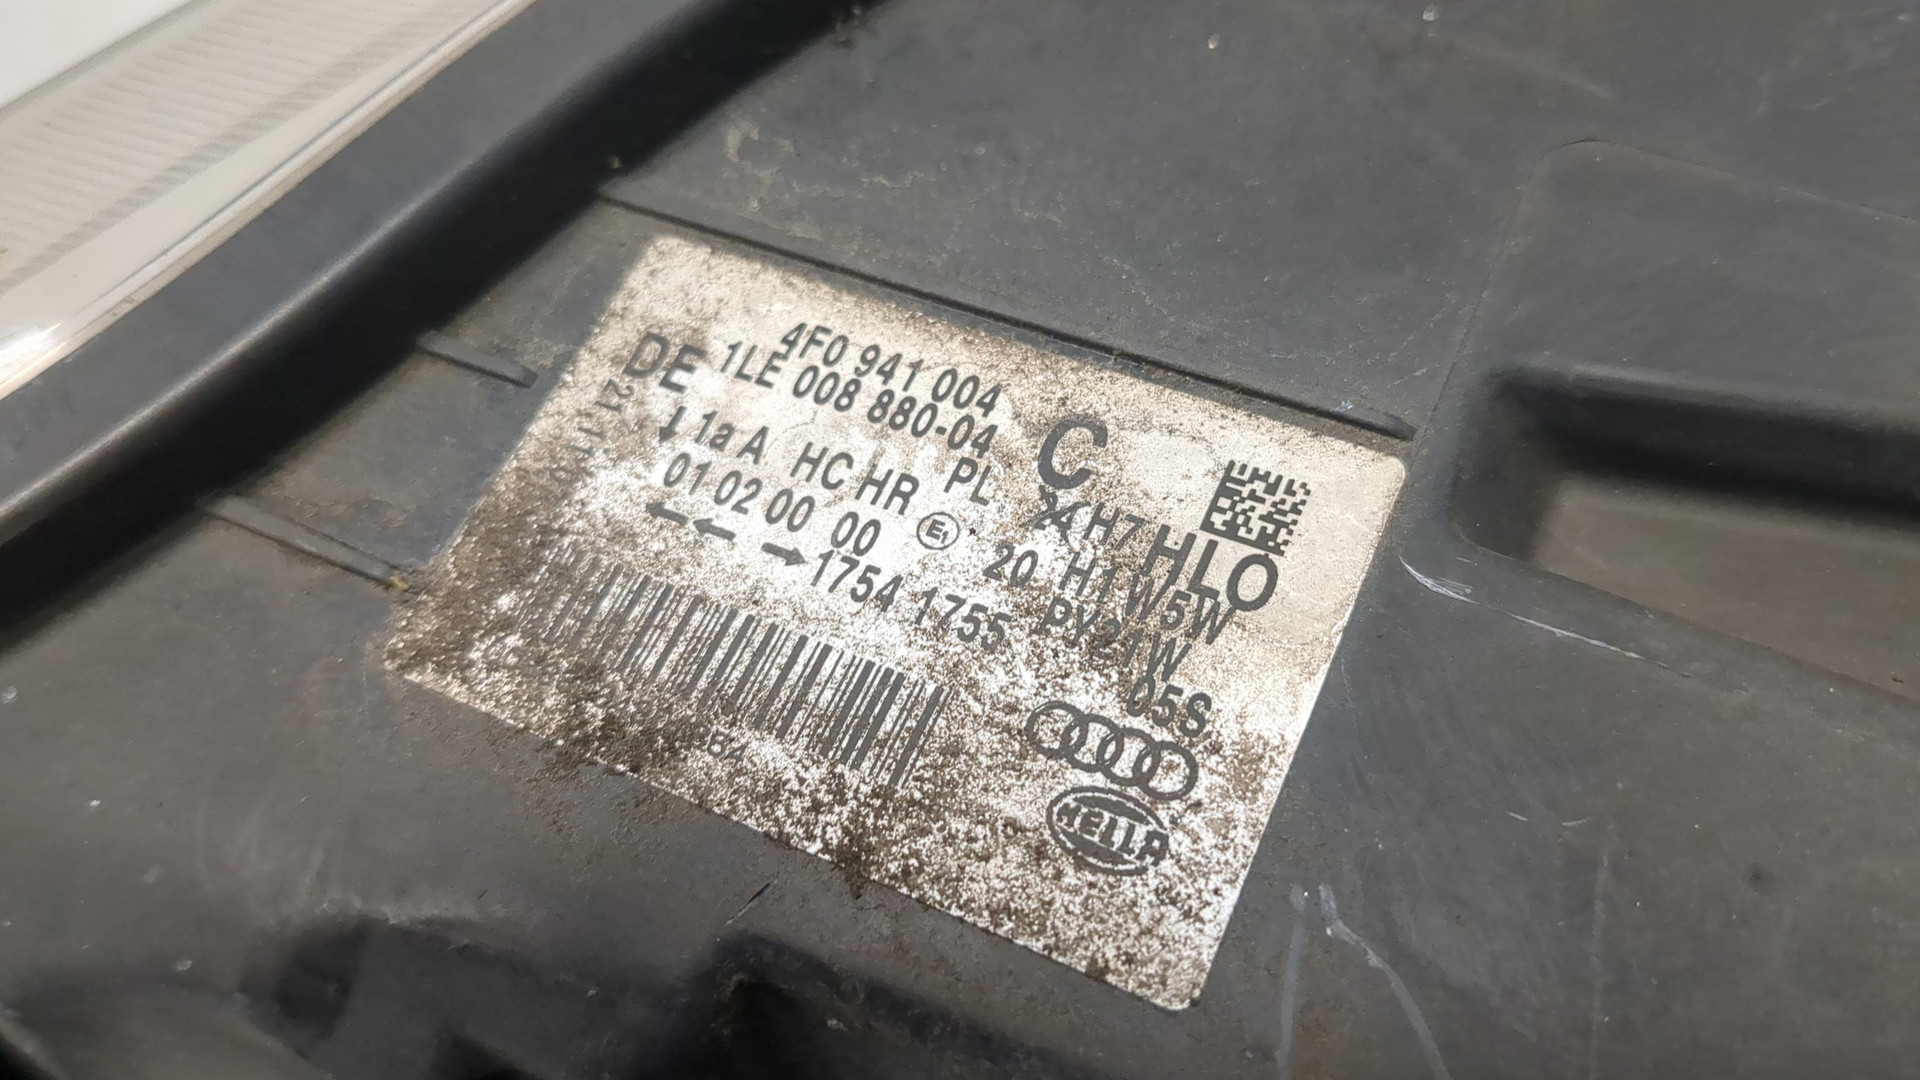 4F0 941 004 C
DE 1LE 008 880-04 HLO
1a A HC HR PL H7
01 02 00 00 E1 20 H1 W5W
1754 1755 PY21W
05S
HELLA